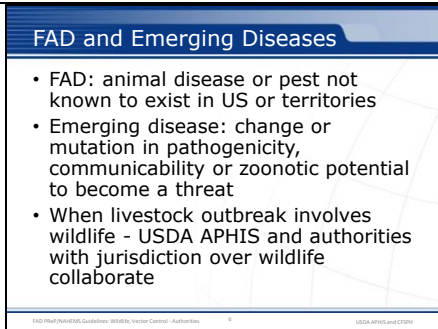 FAD and Emerging Diseases
• FAD: animal disease or pest not
known to exist in US or territories
• Emerging disease: change or
mutation in pathogenicity,
communicability or zoonotic potential
to become a threat
• When livestock outbreak involves
wildlife - USDA APHIS and authorities
with jurisdiction over wildlife
collaborate
FAD PReP/NAHEMS Guidelines: Wildlife, Vector Control - Authorities 6 USDA APHIS and CFSPH